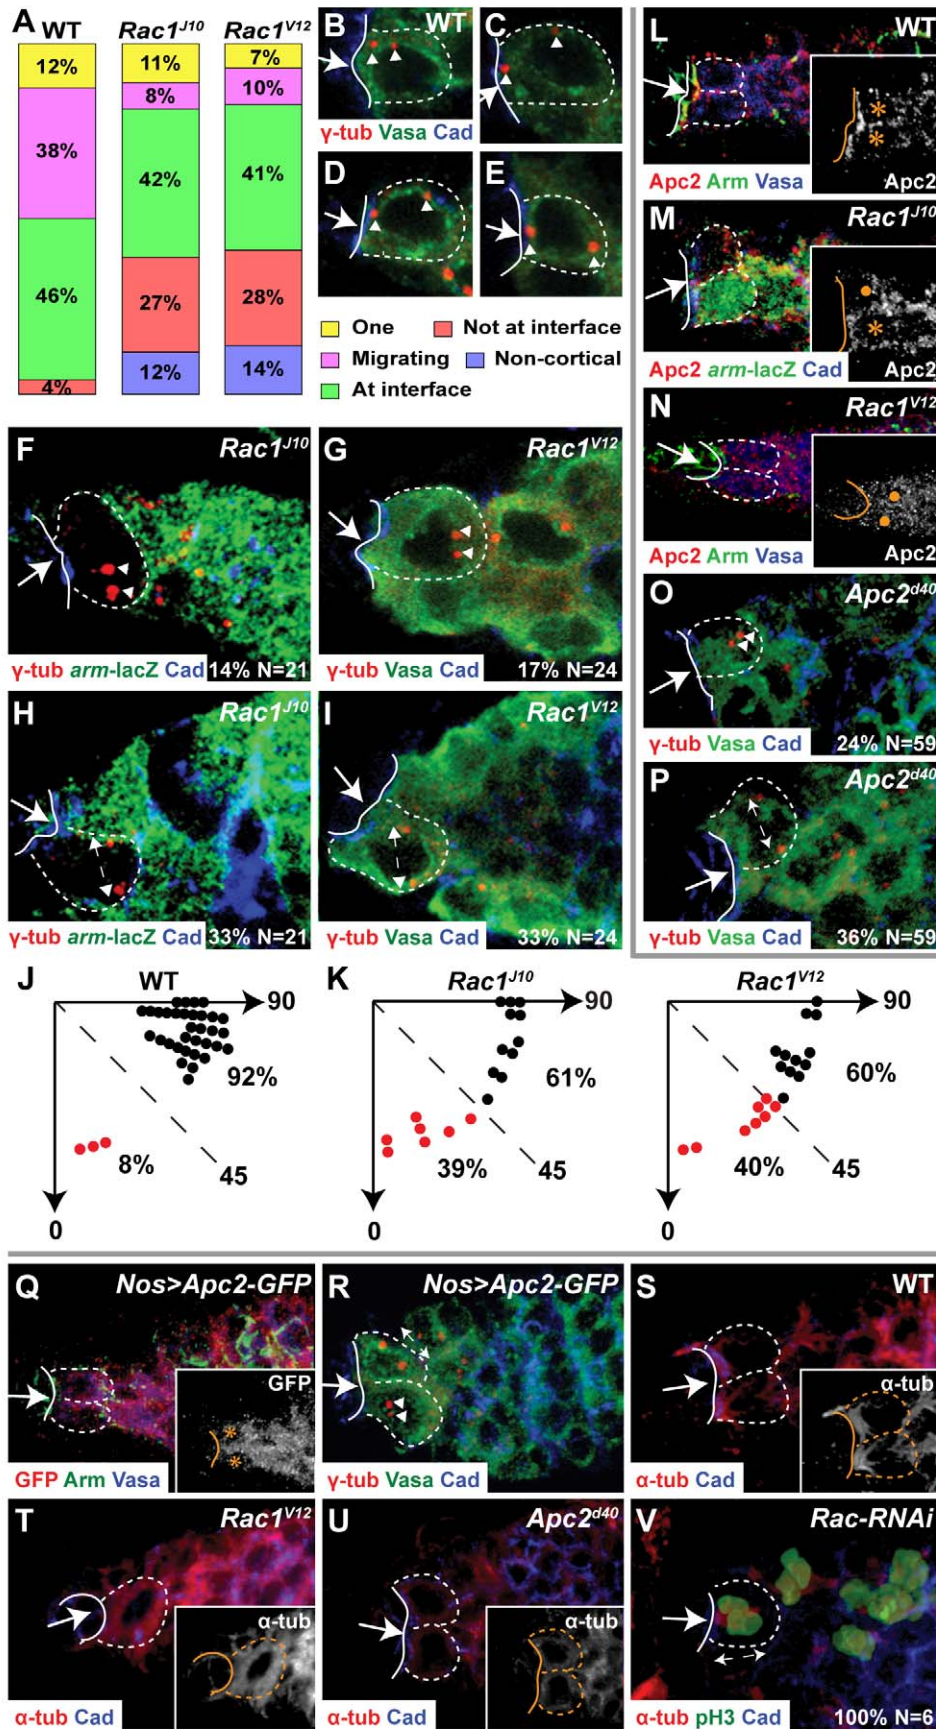 A
WT Rac1J10 Rac1V12
12% 11% 7%
38% 8% 10%
46% 42% 41%
4% 27% 28%
12% 14%
B WT C
γ-tub Vasa Cad
D E
One Not at interface
Migrating Non-cortical
At interface
F Rac1J10
γ-tub arm-lacZ Cad 14% N=21
G Rac1V12
γ-tub Vasa Cad 17% N=24
H Rac1J10
γ-tub arm-lacZ Cad 33% N=21
I Rac1V12
γ-tub Vasa Cad 33% N=24
L WT
Apc2 Arm Vasa Apc2
M Rac1J10
Apc2 arm-lacZ Cad Apc2
N Rac1V12
Apc2 Arm Vasa Apc2
O Apc2d40
γ-tub Vasa Cad 24% N=59
P Apc2d40
γ-tub Vasa Cad 36% N=59
J WT
90
92%
8% 45
0
K Rac1J10
90
61%
39% 45
0
Rac1V12
90
60%
40% 45
0
Q Nos>Apc2-GFP
GFP
GFP Arm Vasa
R Nos>Apc2-GFP
γ-tub Vasa Cad
S WT
α-tub
α-tub Cad
T Rac1V12
α-tub
α-tub Cad
U Apc2d40
α-tub
α-tub Cad
V Rac-RNAi
α-tub pH3 Cad 100% N=6